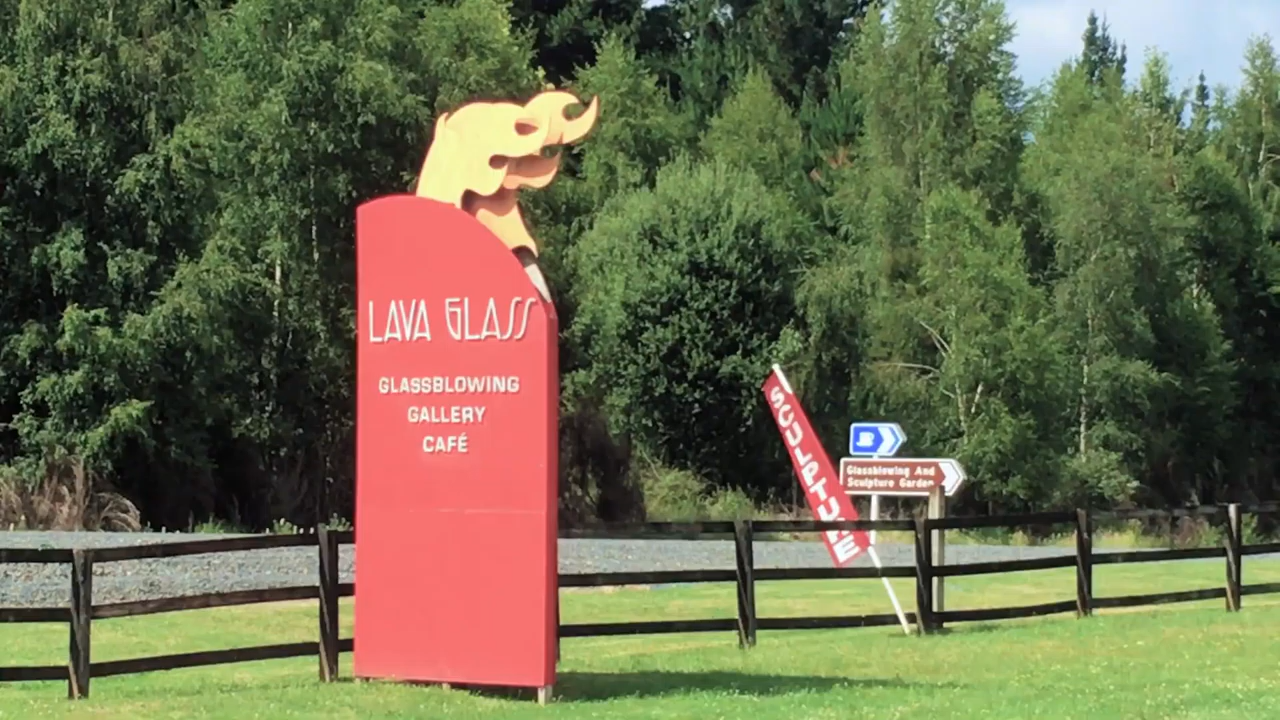 LAVA GLASS
GLASSBLOWING
GALLERY
CAFÉ
SCULPTURE
Glassblowing And
Sculpture Garden